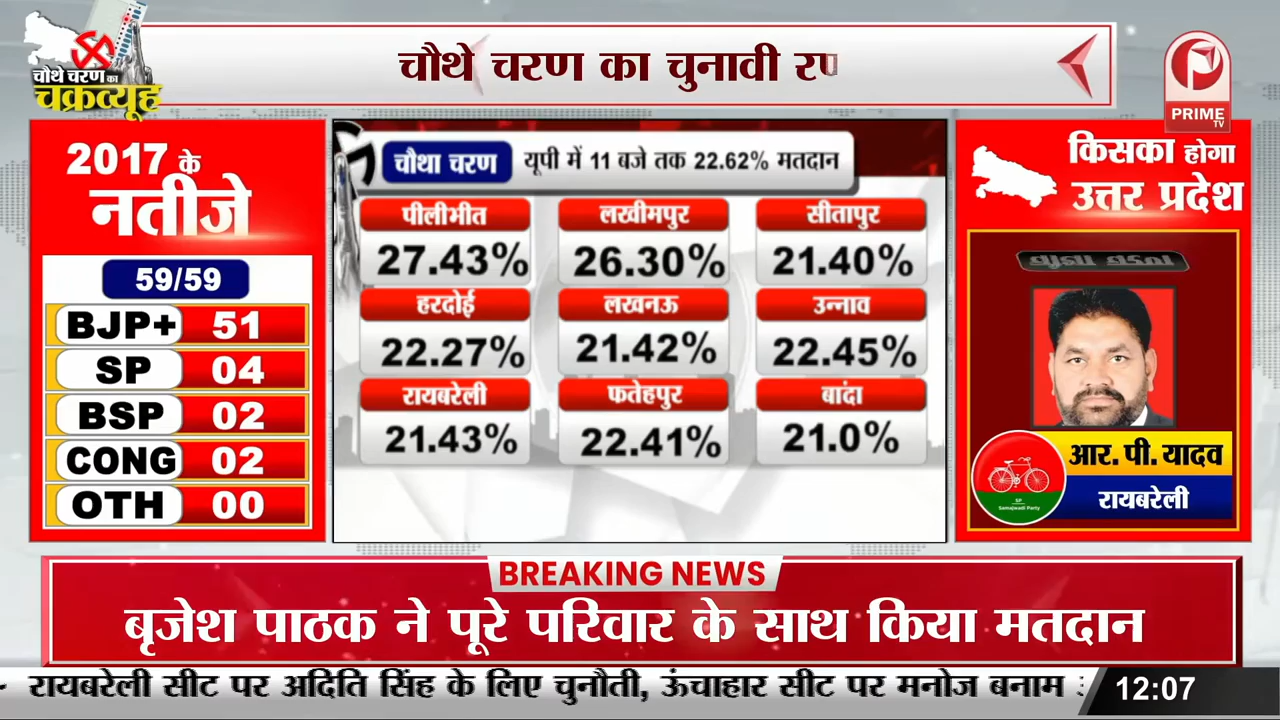 चौथे चरण का
चक्रव्यूह
चौथे चरण का चुनावी
PRIME
TV
2017 के
नतीजे
59/59
BJP+ 51
SP 04
BSP 02
CONG 02
OTH 00
चौथा चरण यूपी में 11 बजे तक 22.62% मतदान
पीलीभीत लखीमपुर सीतापुर
27.43% 26.30% 21.40%
हरदोई लखनऊ उन्नाव
22.27% 21.42% 22.45%
रायबरेली फतेहपुर बांदा
21.43% 22.41% 21.0%
किसका होगा
उत्तर प्रदेश
आर. पी. यादव
रायबरेली
SP
Samajwadi Party
BREAKING NEWS
बृजेश पाठक ने पूरे परिवार के साथ किया मतदान
रायबरेली सीट पर अदिति सिंह के लिए चुनौती, ऊंचाहार सीट पर मनोज बनाम
12:07